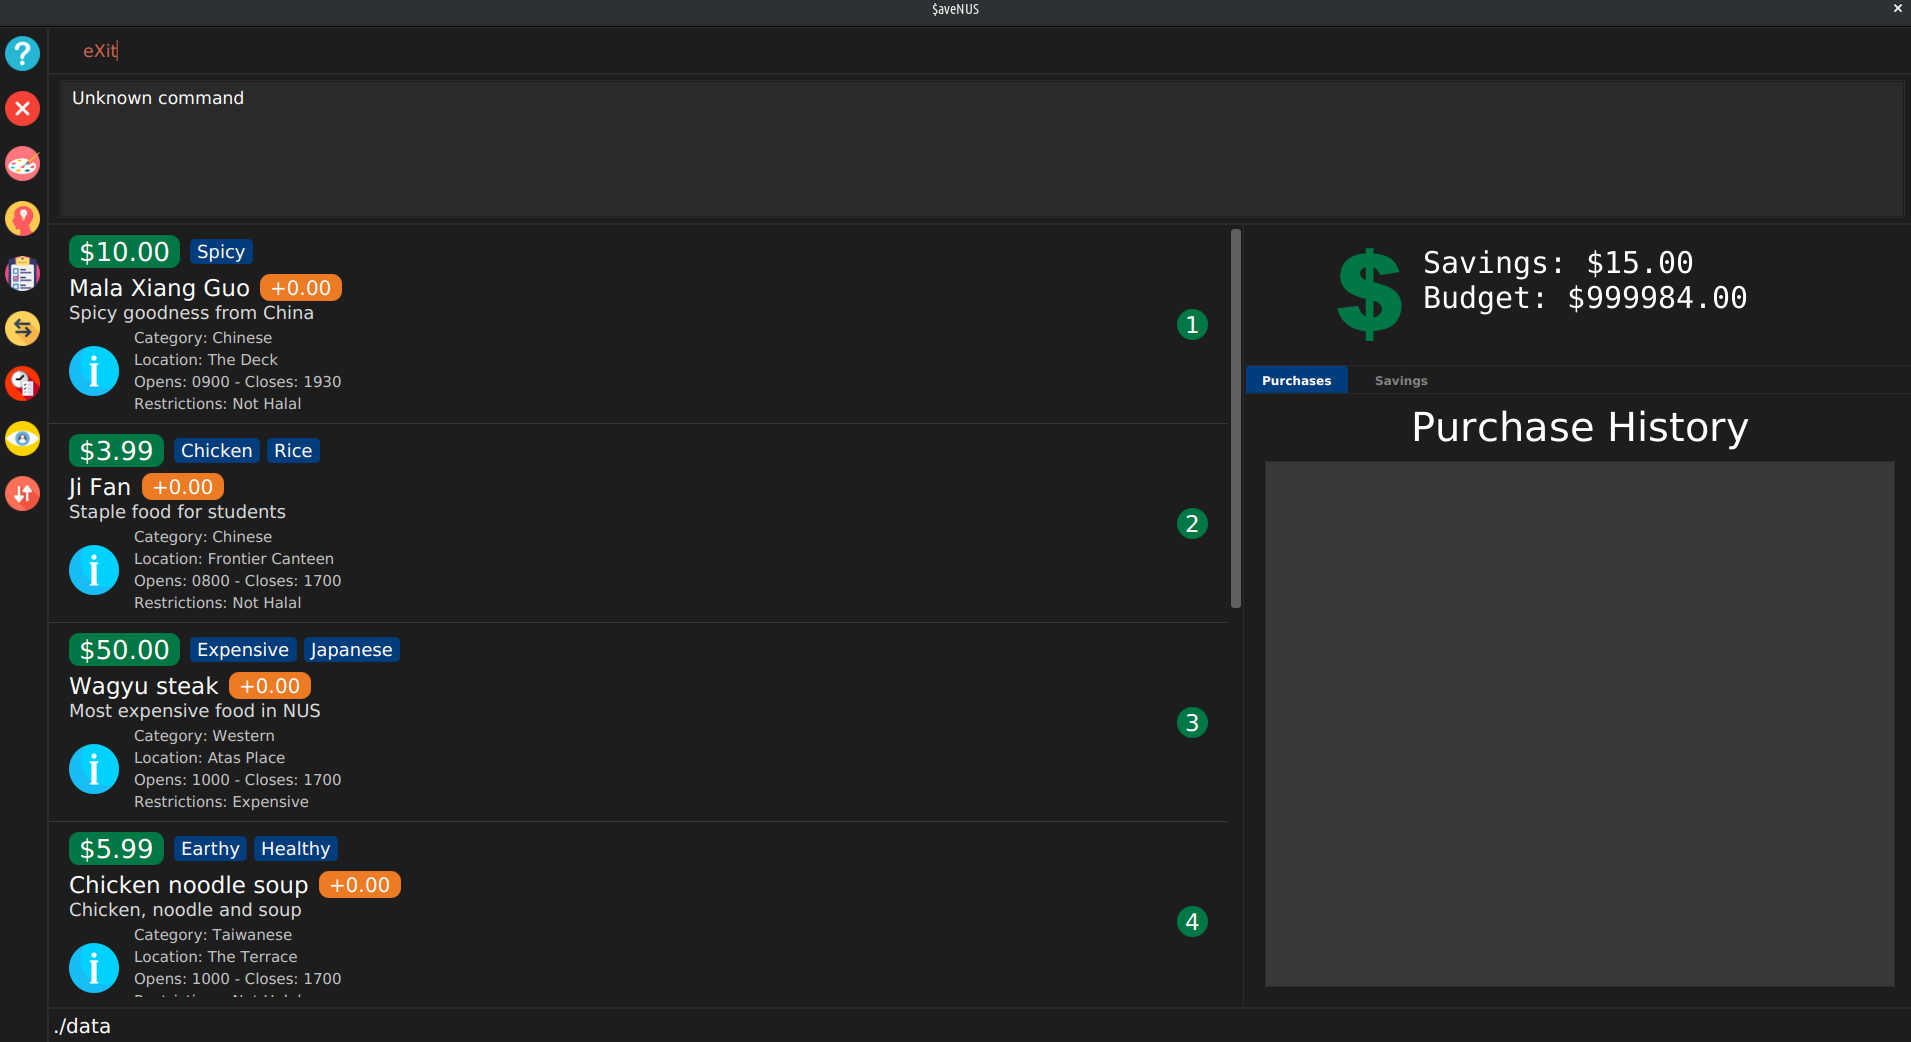 $aveNUS
eXit
Unknown command
$10.00 Spicy
Mala Xiang Guo +0.00
Spicy goodness from China
Category: Chinese
Location: The Deck
Opens: 0900 - Closes: 1930
Restrictions: Not Halal
1
$3.99 Chicken Rice
Ji Fan +0.00
Staple food for students
Category: Chinese
Location: Frontier Canteen
Opens: 0800 - Closes: 1700
Restrictions: Not Halal
2
$50.00 Expensive Japanese
Wagyu steak +0.00
Most expensive food in NUS
Category: Western
Location: Atas Place
Opens: 1000 - Closes: 1700
Restrictions: Expensive
3
$5.99 Earthy Healthy
Chicken noodle soup +0.00
Chicken, noodle and soup
Category: Taiwanese
Location: The Terrace
Opens: 1000 - Closes: 1700
4
$
Savings: $15.00
Budget: $999984.00
Purchases Savings
Purchase History
./data